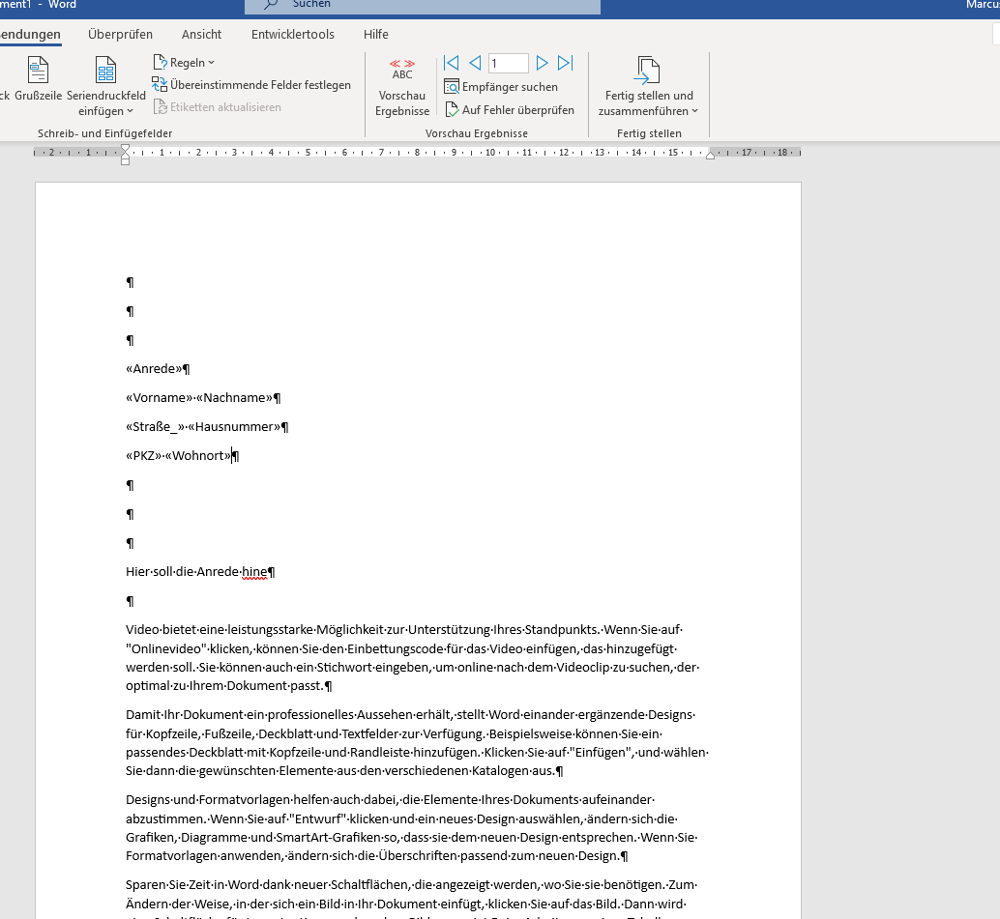 ment1 - Word
Suchen
Marcus
endungen
Überprüfen
Ansicht
Entwicklertools
Hilfe
ck
Grußzeile
Seriendruckfeld
einfügen
Regeln
Übereinstimmende Felder festlegen
Etiketten aktualisieren
Schreib- und Einfügefelder
ABC
Vorschau
Ergebnisse
1
Empfänger suchen
Auf Fehler überprüfen
Vorschau Ergebnisse
Fertig stellen und
zusammenführen
Fertig stellen
2 1 1 2 3 4 5 6 7 8 9 10 11 12 13 14 15 17 18
¶
¶
¶
«Anrede»¶
«Vorname»·«Nachname»¶
«Straße_»·«Hausnummer»¶
«PKZ»·«Wohnort»¶
¶
¶
¶
Hier·soll·die·Anrede·hine¶
¶
Video·bietet·eine·leistungsstarke·Möglichkeit·zur·Unterstützung·Ihres·Standpunkts.·Wenn·Sie·auf·
"Onlinevideo"·klicken,·können·Sie·den·Einbettungscode·für·das·Video·einfügen,·das·hinzugefügt·
werden·soll.·Sie·können·auch·ein·Stichwort·eingeben,·um·online·nach·dem·Videoclip·zu·suchen,·der·
optimal·zu·Ihrem·Dokument·passt.¶
Damit·Ihr·Dokument·ein·professionelles·Aussehen·erhält,·stellt·Word·einander·ergänzende·Designs·
für·Kopfzeile,·Fußzeile,·Deckblatt·und·Textfelder·zur·Verfügung.·Beispielsweise·können·Sie·ein·
passendes·Deckblatt·mit·Kopfzeile·und·Randleiste·hinzufügen.·Klicken·Sie·auf·"Einfügen",·und·wählen·
Sie·dann·die·gewünschten·Elemente·aus·den·verschiedenen·Katalogen·aus.¶
Designs·und·Formatvorlagen·helfen·auch·dabei,·die·Elemente·Ihres·Dokuments·aufeinander·
abzustimmen.·Wenn·Sie·auf·"Entwurf"·klicken·und·ein·neues·Design·auswählen,·ändern·sich·die·
Grafiken,·Diagramme·und·SmartArt-Grafiken·so,·dass·sie·dem·neuen·Design·entsprechen.·Wenn·Sie·
Formatvorlagen·anwenden,·ändern·sich·die·Überschriften·passend·zum·neuen·Design.¶
Sparen·Sie·Zeit·in·Word·dank·neuer·Schaltflächen,·die·angezeigt·werden,·wo·Sie·sie·benötigen.·Zum·
Ändern·der·Weise,·in·der·sich·ein·Bild·in·Ihr·Dokument·einfügt,·klicken·Sie·auf·das·Bild.·Dann·wird·